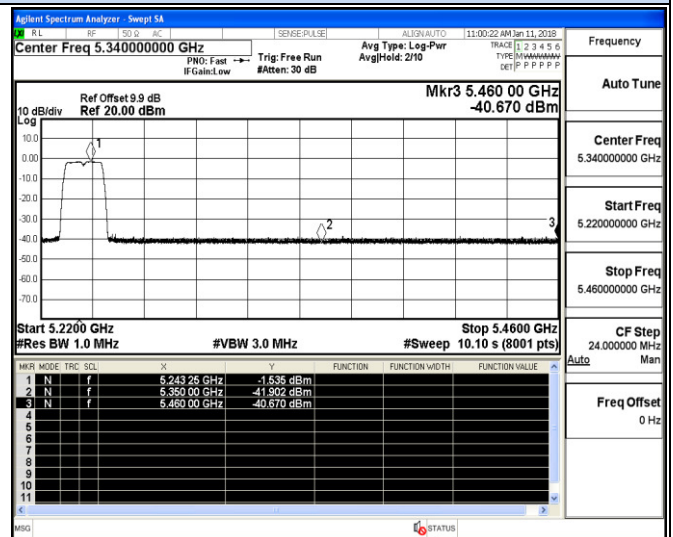 Agilent Spectrum Analyzer - Swept SA
RL RF 50 Ω AC SENSE:PULSE ALIGN AUTO 11:00:22 AM Jan 11, 2018
Center Freq 5.340000000 GHz
PNO: Fast
IFGain:Low
Trig: Free Run
#Atten: 30 dB
Avg Type: Log-Pwr
Avg|Hold: 2/10
TRACE 1 2 3 4 5 6
TYPE MWWWWW
DET P P P P P P
Mkr3 5.460 00 GHz
-40.670 dBm
Ref Offset 9.9 dB
10 dB/div Ref 20.00 dBm
Log
10.0
0.00
-10.0
-20.0
-30.0
-40.0
-50.0
-60.0
-70.0
1
2
3
Start 5.2200 GHz Stop 5.4600 GHz
#Res BW 1.0 MHz #VBW 3.0 MHz #Sweep 10.10 s (8001 pts)
MKR MODE TRC SCL X Y FUNCTION FUNCTION WIDTH FUNCTION VALUE
1 N f 5.243 25 GHz -1.535 dBm
2 N f 5.350 00 GHz -41.902 dBm
3 N f 5.460 00 GHz -40.670 dBm
4
5
6
7
8
9
10
11
MSG STATUS
Frequency
Auto Tune
Center Freq
5.340000000 GHz
Start Freq
5.220000000 GHz
Stop Freq
5.460000000 GHz
CF Step
24.000000 MHz
Auto Man
Freq Offset
0 Hz